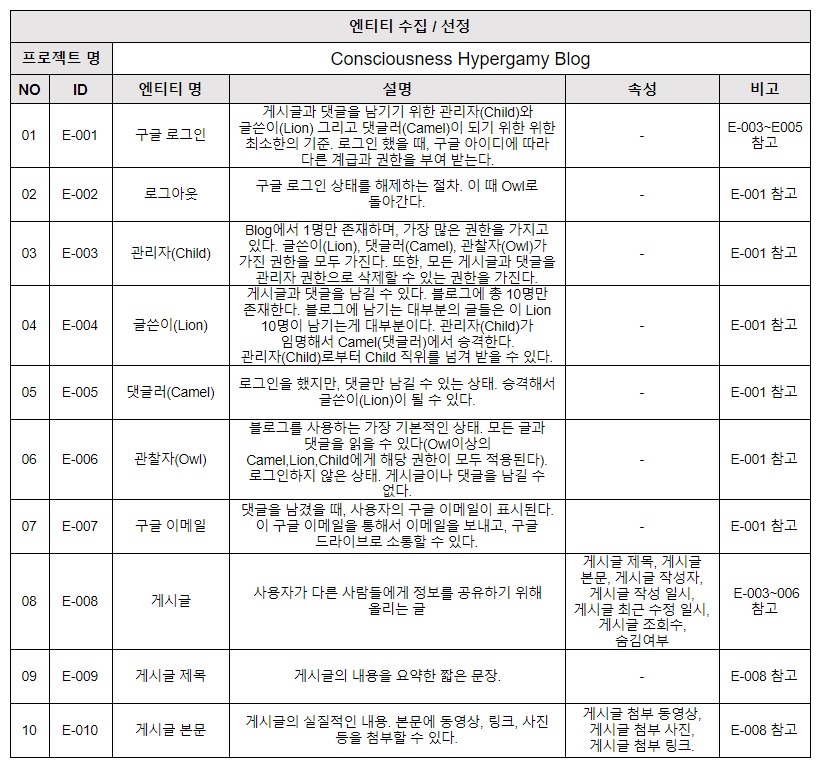 엔티티 수집 / 선정
프로젝트 명
Consciousness Hypergamy Blog
NO
ID
엔티티 명
설명
속성
비고
01
E-001
구글 로그인
게시글과 댓글을 남기기 위한 관리자(Child)와
글쓴이(Lion) 그리고 댓글러(Camel)이 되기 위한 위한
최소한의 기준. 로그인 했을 때, 구글 아이디에 따라
다른 계급과 권한을 부여 받는다.
-
E-003~E005
참고
02
E-002
로그아웃
구글 로그인 상태를 해제하는 절차. 이 때 Owl로
돌아간다.
-
E-001 참고
03
E-003
관리자(Child)
Blog에서 1명만 존재하며, 가장 많은 권한을 가지고
있다. 글쓴이(Lion), 댓글러(Camel), 관찰자(Owl)가
가진 권한을 모두 가진다. 또한, 모든 게시글과 댓글을
관리자 권한으로 삭제할 수 있는 권한을 가진다.
-
E-001 참고
04
E-004
글쓴이(Lion)
게시글과 댓글을 남길 수 있다. 블로그에 총 10명만
존재한다. 블로그에 남기는 대부분의 글들은 이 Lion
10명이 남기는게 대부분이다. 관리자(Child)가
임명해서 Camel(댓글러)에서 승격한다.
관리자(Child)로부터 Child 직위를 넘겨 받을 수 있다.
-
E-001 참고
05
E-005
댓글러(Camel)
로그인을 했지만, 댓글만 남길 수 있는 상태. 승격해서
글쓴이(Lion)이 될 수 있다.
-
E-001 참고
06
E-006
관찰자(Owl)
블로그를 사용하는 가장 기본적인 상태. 모든 글과
댓글을 읽을 수 있다(Owl이상의
Camel,Lion,Child에게 해당 권한이 모두 적용된다).
로그인하지 않은 상태. 게시글이나 댓글을 남길 수
없다.
-
E-001 참고
07
E-007
구글 이메일
댓글을 남겼을 때, 사용자의 구글 이메일이 표시된다.
이 구글 이메일을 통해서 이메일을 보내고, 구글
드라이브로 소통할 수 있다.
-
E-001 참고
08
E-008
게시글
사용자가 다른 사람들에게 정보를 공유하기 위해
올리는 글
게시글 제목, 게시글
본문, 게시글 작성자,
게시글 작성 일시,
게시글 최근 수정 일시,
게시글 조회수,
숨김여부
E-003~006
참고
09
E-009
게시글 제목
게시글의 내용을 요약한 짧은 문장.
-
E-008 참고
10
E-010
게시글 본문
게시글의 실질적인 내용. 본문에 동영상, 링크, 사진
등을 첨부할 수 있다.
게시글 첨부 동영상,
게시글 첨부 사진,
게시글 첨부 링크.
E-008 참고